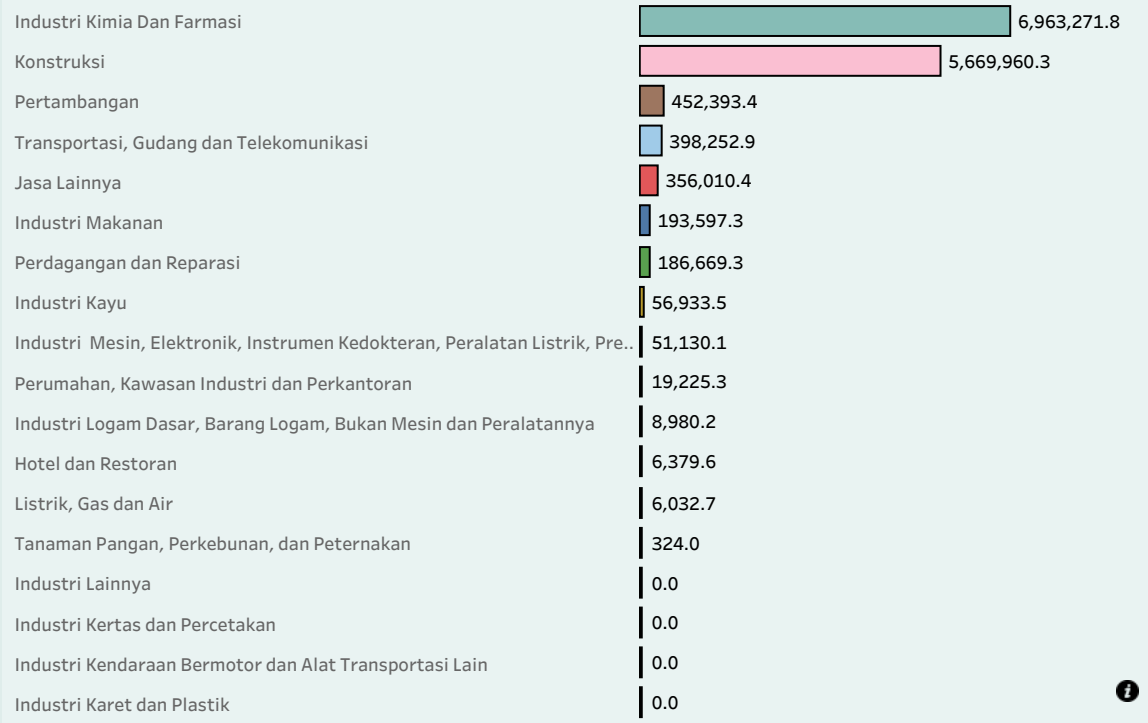 Industri Kimia Dan Farmasi 6,963,271.8
Konstruksi 5,669,960.3
Pertambangan 452,393.4
Transportasi, Gudang dan Telekomunikasi 398,252.9
Jasa Lainnya 356,010.4
Industri Makanan 193,597.3
Perdagangan dan Reparasi 186,669.3
Industri Kayu 56,933.5
Industri  Mesin, Elektronik, Instrumen Kedokteran, Peralatan Listrik, Pre.. 51,130.1
Perumahan, Kawasan Industri dan Perkantoran 19,225.3
Industri Logam Dasar, Barang Logam, Bukan Mesin dan Peralatannya 8,980.2
Hotel dan Restoran 6,379.6
Listrik, Gas dan Air 6,032.7
Tanaman Pangan, Perkebunan, dan Peternakan 324.0
Industri Lainnya 0.0
Industri Kertas dan Percetakan 0.0
Industri Kendaraan Bermotor dan Alat Transportasi Lain 0.0
Industri Karet dan Plastik 0.0